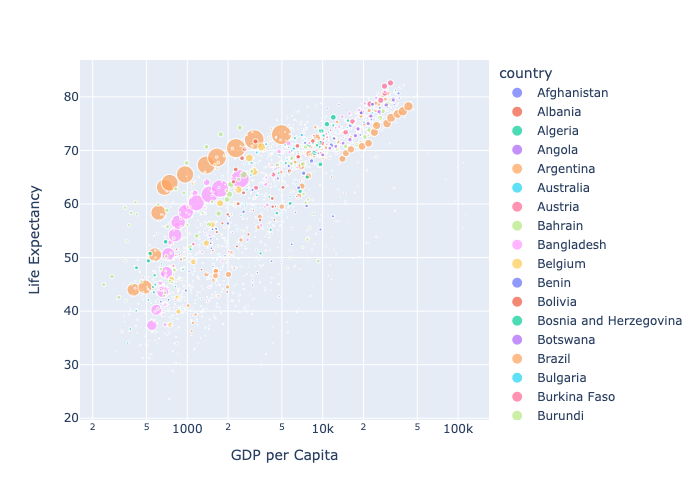 country
Afghanistan
Albania
Algeria
Angola
Argentina
Australia
Austria
Bahrain
Bangladesh
Belgium
Benin
Bolivia
Bosnia and Herzegovina
Botswana
Brazil
Bulgaria
Burkina Faso
Burundi
80
70
60
50
40
30
20
Life Expectancy
2 5 1000 2 5 10k 2 5 100k
GDP per Capita